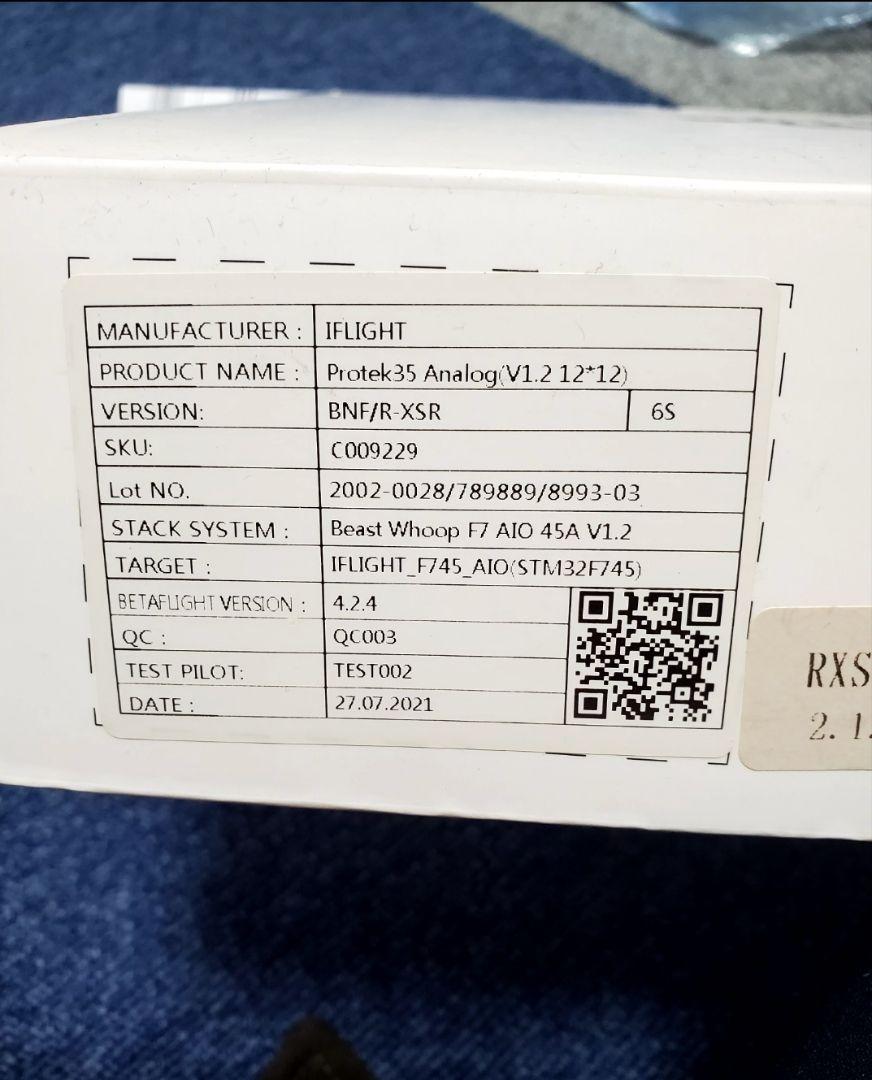 MANUFACTURER : IFLIGHT
PRODUCT NAME : Protek35 Analog(V1.2 12*12)
VERSION: BNF/R-XSR 6S
SKU: C009229
Lot NO. 2002-0028/789889/8993-03
STACK SYSTEM : Beast Whoop F7 AIO 45A V1.2
TARGET : IFLIGHT_F745_AIO(STM32F745)
BETAFLIGHT VERSION : 4.2.4
QC : QC003
TEST PILOT: TEST002
DATE : 27.07.2021
RXS
2.1.